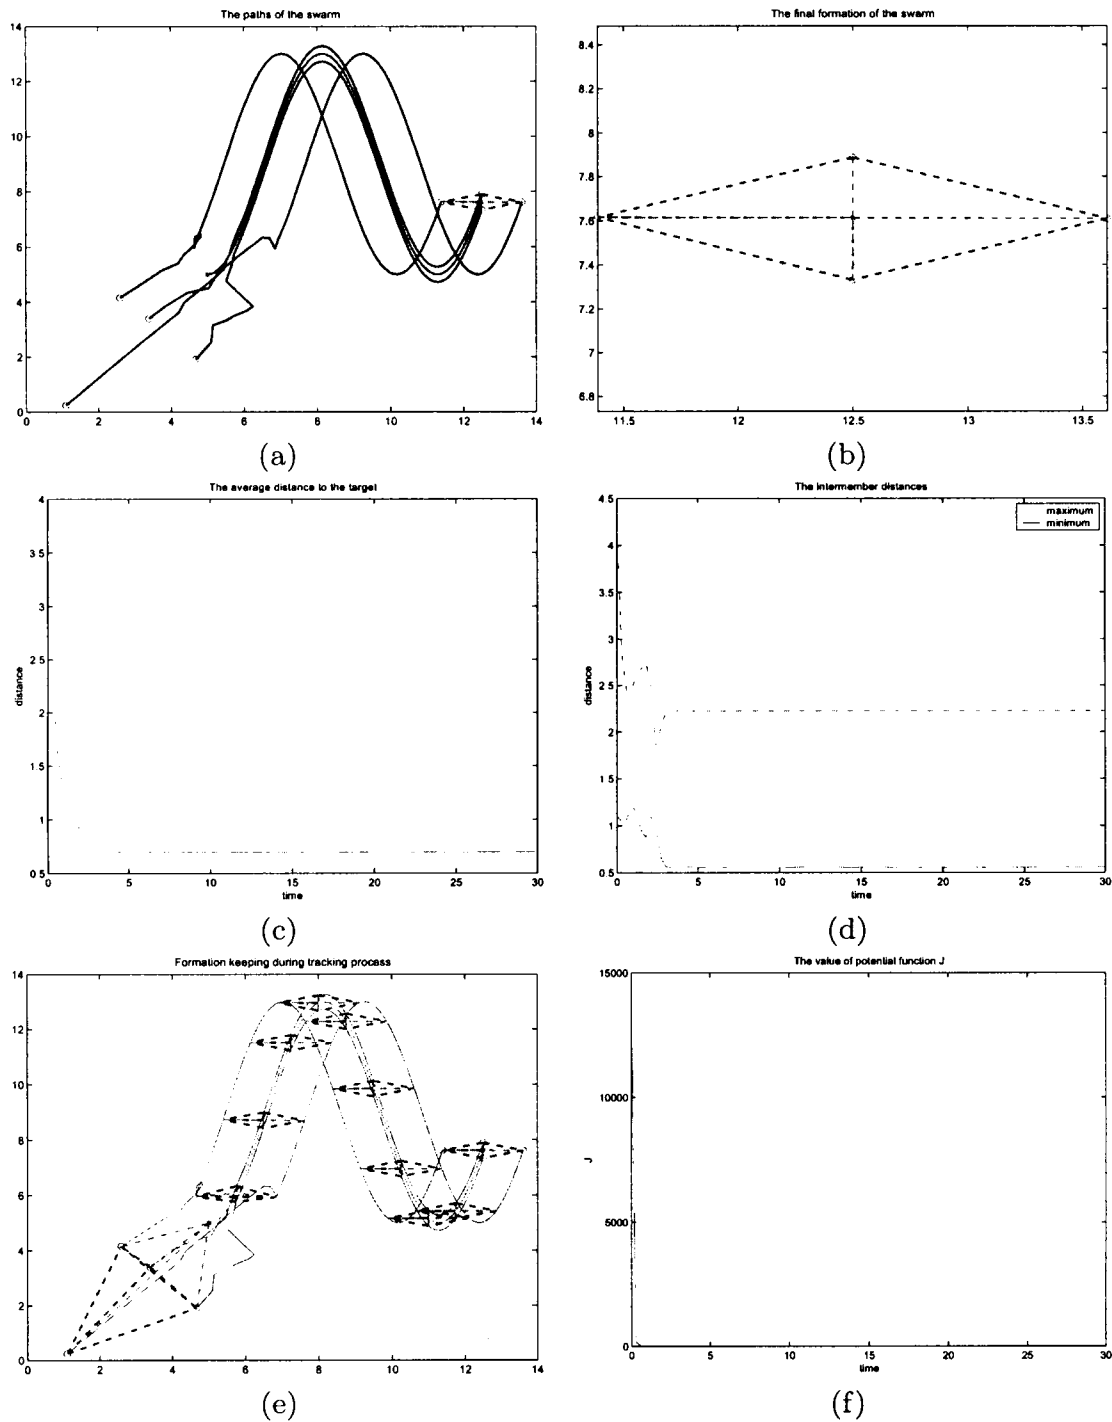 The paths of the swarm
14
12
10
8
6
4
2
0
0 2 4 6 8 10 12 14
(a)
The final formation of the swarm
8.4
8.2
8
7.8
7.6
7.4
7.2
7
6.8
11.5 12 12.5 13 13.5
(b)
The average distance to the target
4
3 5
3
2 5
2
1 5
1
0 5
distance
0 5 10 15 20 25 30
time
(c)
The intermember distances
maximum
minimum
4 5
4
3 5
3
2 5
2
1 5
1
0 5
distance
0 5 10 15 20 25 30
time
(d)
Formation keeping during tracking process
14
12
10
8
6
4
2
0
0 2 4 6 8 10 12 14
(e)
The value of potential function J
15000
10000
5000
0
J
0 5 10 15 20 25 30
time
(f)